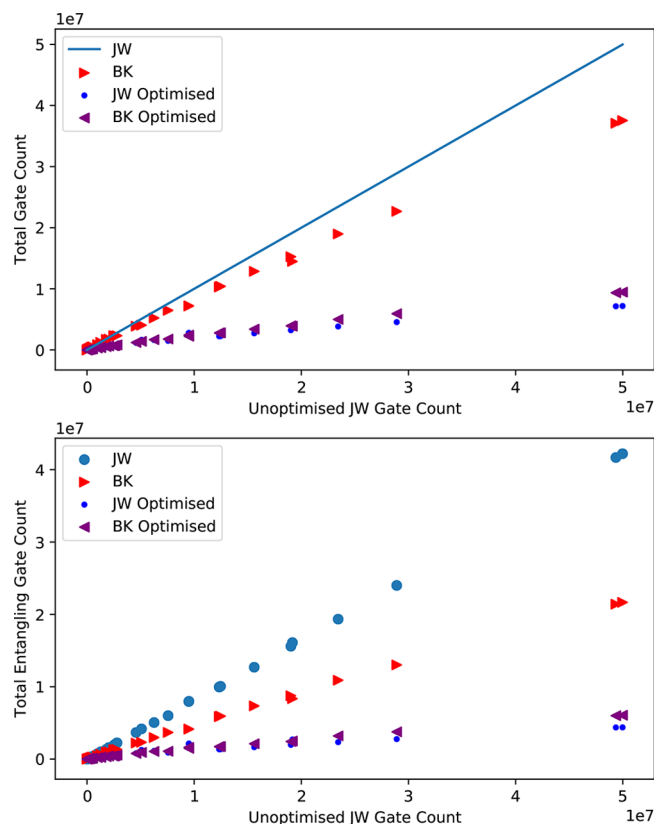 1e7
5
4
3
2
1
0
Total Gate Count
JW
BK
JW Optimised
BK Optimised
0
1
2
3
4
5
1e7
Unoptimised JW Gate Count
1e7
4
3
2
1
0
Total Entangling Gate Count
JW
BK
JW Optimised
BK Optimised
0
1
2
3
4
5
1e7
Unoptimised JW Gate Count